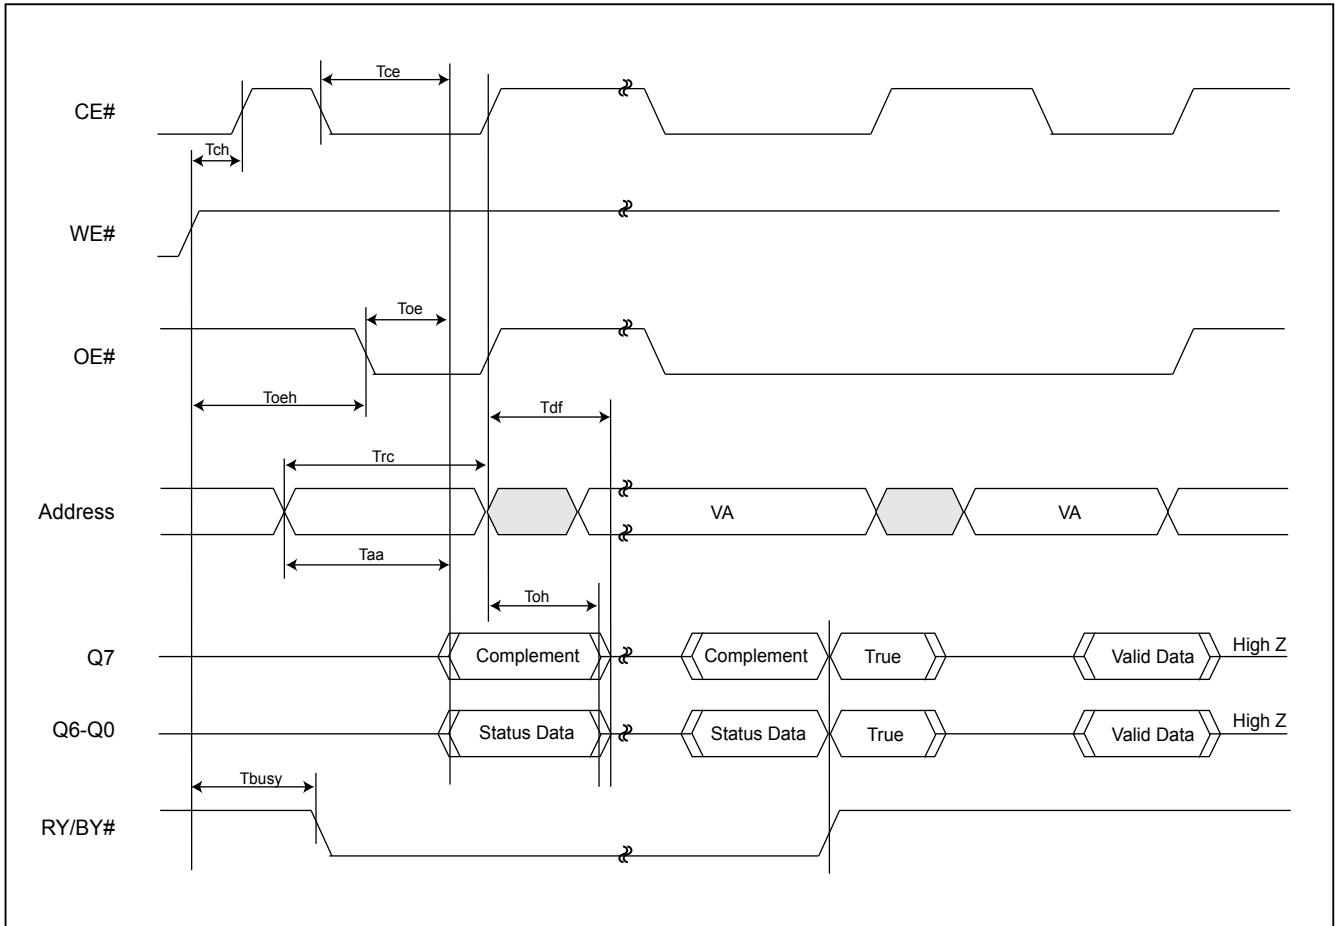 Tce
CE#
Tch
WE#
Toe
OE#
Toeh
Tdf
Trc
Address
VA
VA
Taa
Toh
Q7
Complement
Complement
True
Valid Data
High Z
Q6-Q0
Status Data
Status Data
True
Valid Data
High Z
Tbusy
RY/BY#